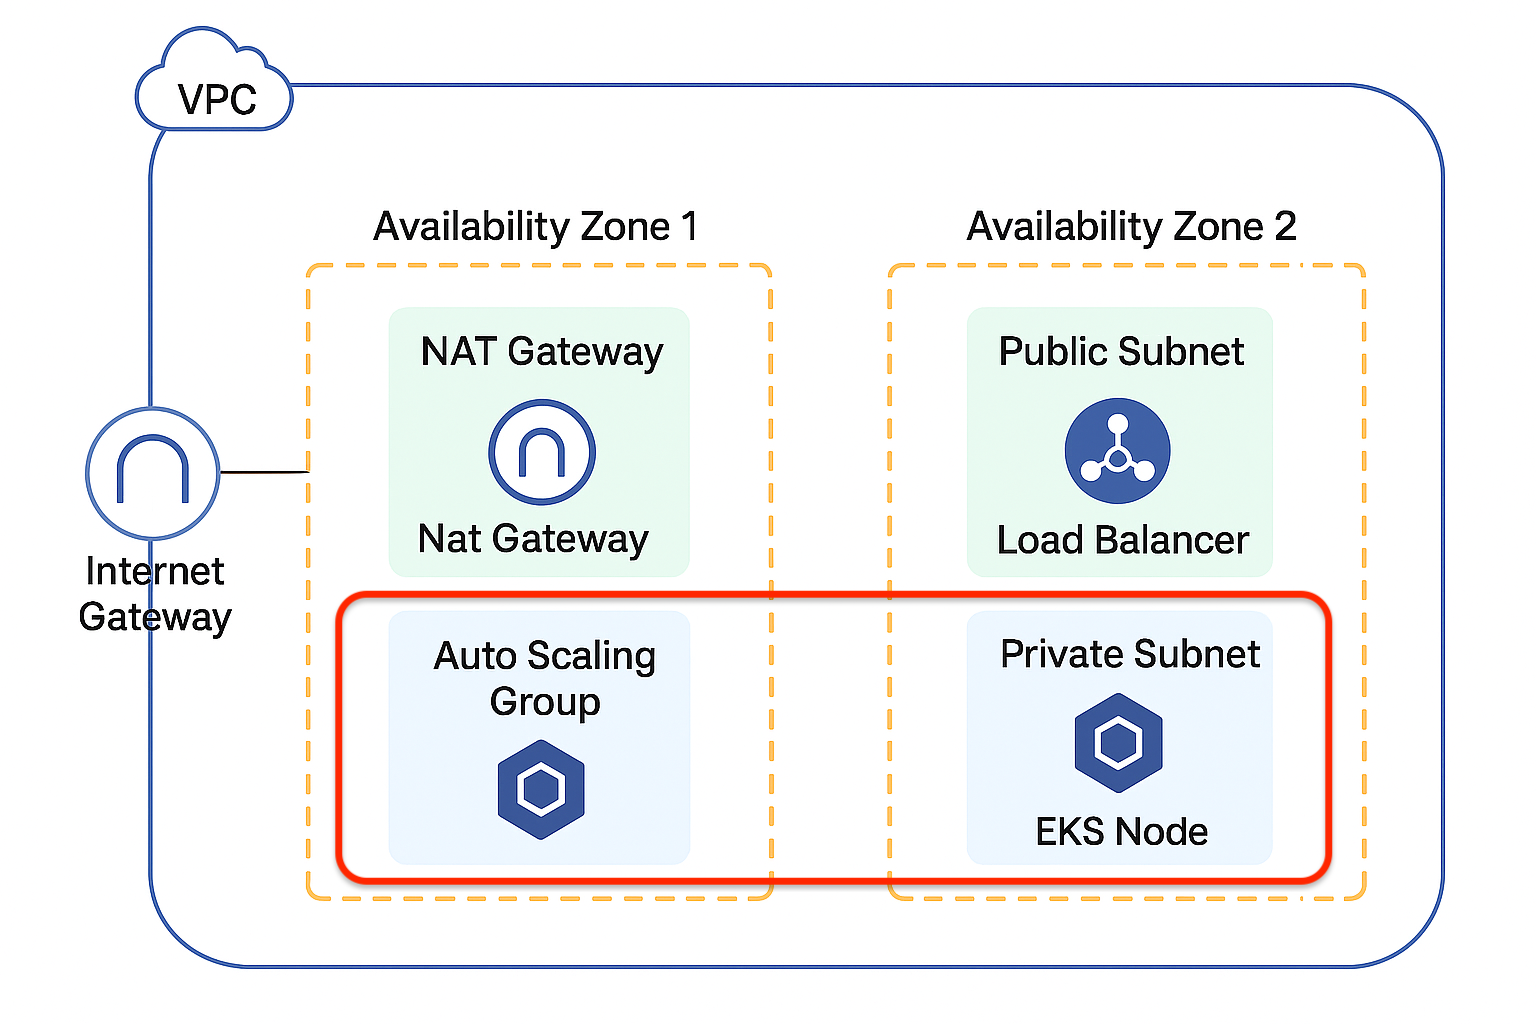 VPC
Availability Zone 1
Availability Zone 2
NAT Gateway
Nat Gateway
Public Subnet
Load Balancer
Internet
Gateway
Auto Scaling
Group
Private Subnet
EKS Node